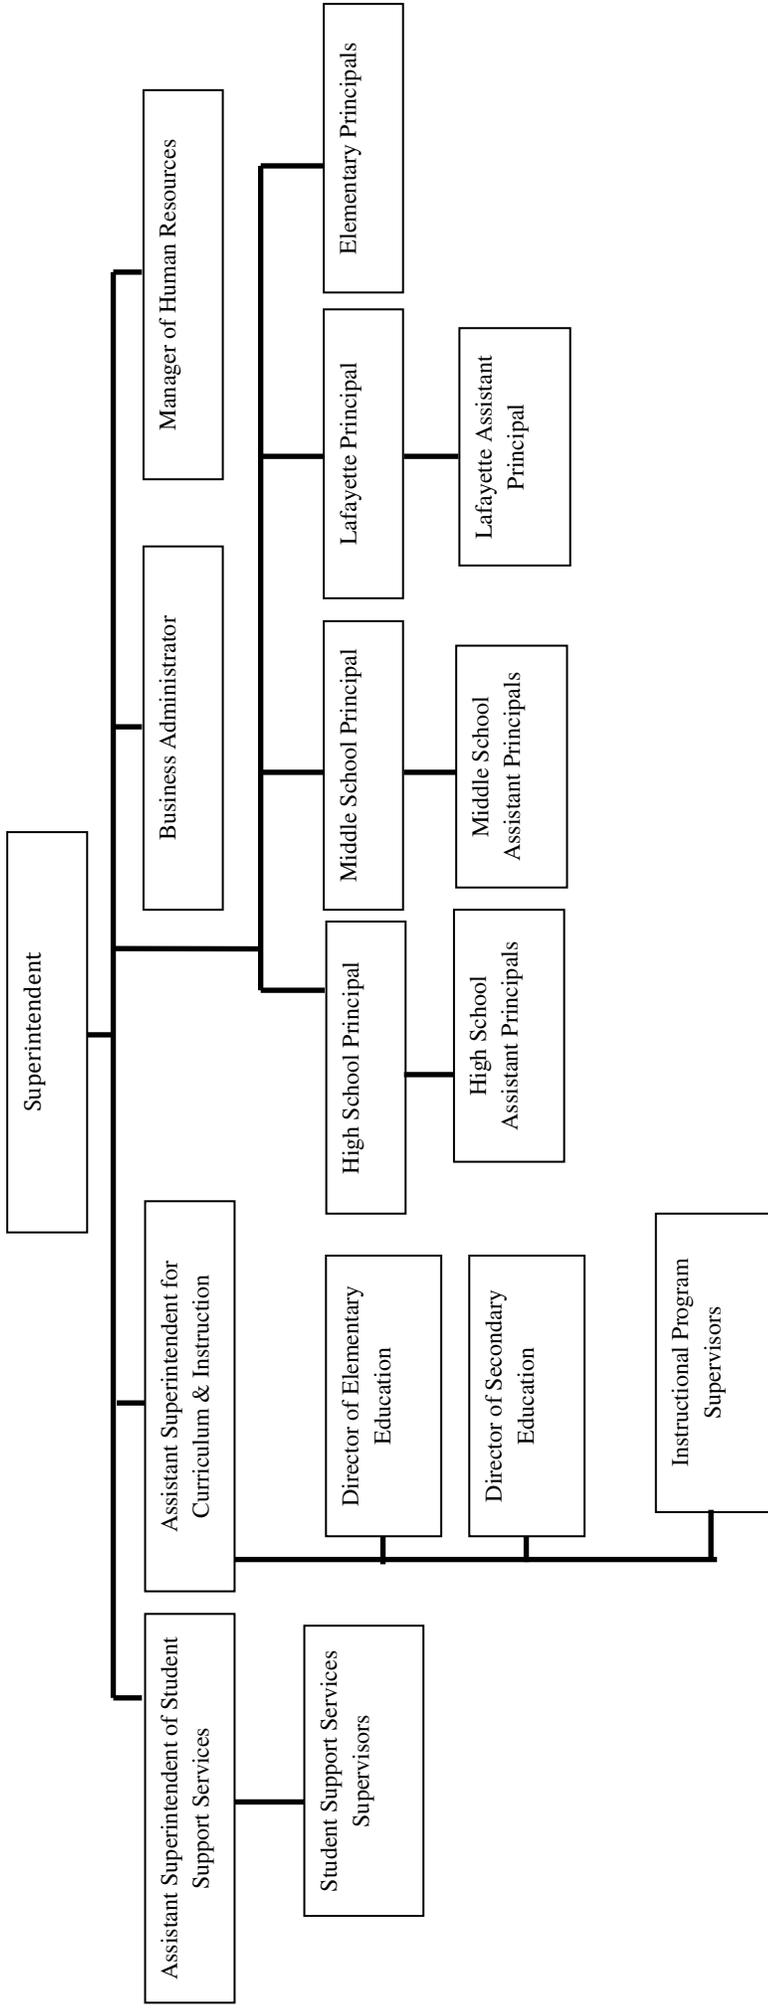 Superintendent
Assistant Superintendent of Student
Support Services
Assistant Superintendent for
Curriculum & Instruction
Business Administrator
Manager of Human Resources
Student Support Services
Supervisors
Director of Elementary
Education
Director of Secondary
Education
Instructional Program
Supervisors
High School Principal
Middle School Principal
Lafayette Principal
Elementary Principals
High School
Assistant Principals
Middle School
Assistant Principals
Lafayette Assistant
Principal